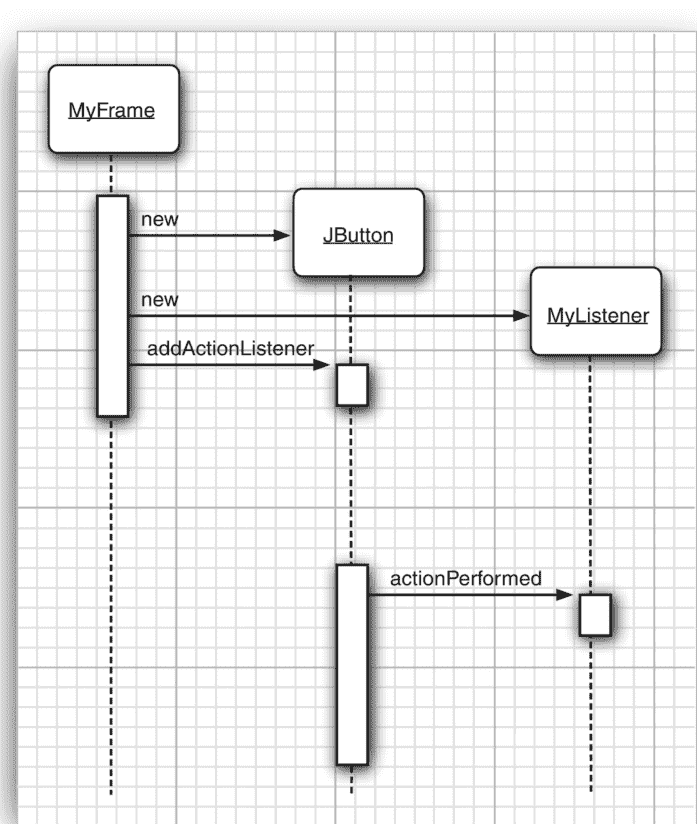 MyFrame
new
JButton
new
MyListener
addActionListener
actionPerformed